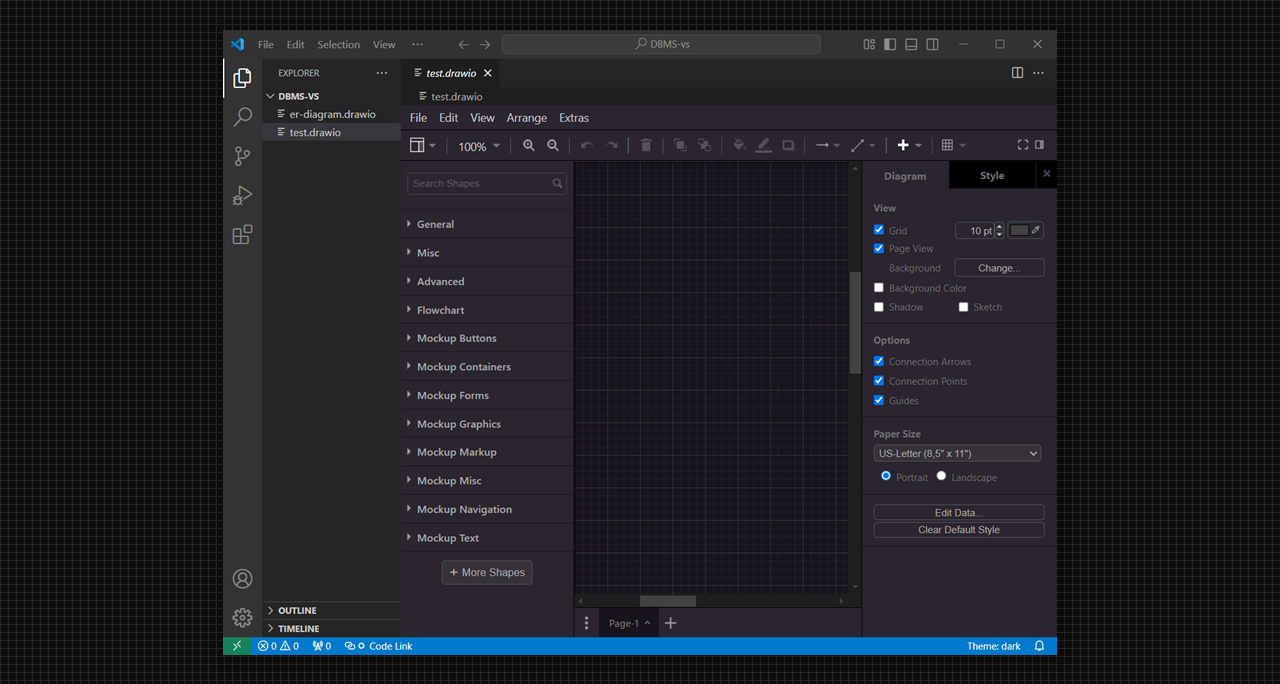 File Edit Selection View ··· DBMS-vs
EXPLORER ···
test.drawio
DBMS-VS
test.drawio
er-diagram.drawio
test.drawio
File Edit View Arrange Extras
100%
Search Shapes
General
Misc
Advanced
Flowchart
Mockup Buttons
Mockup Containers
Mockup Forms
Mockup Graphics
Mockup Markup
Mockup Misc
Mockup Navigation
Mockup Text
+ More Shapes
Page-1
Diagram Style
View
Grid 10 pt
Page View
Background Change...
Background Color
Shadow Sketch
Options
Connection Arrows
Connection Points
Guides
Paper Size
US-Letter (8,5" x 11")
Portrait Landscape
Edit Data...
Clear Default Style
OUTLINE
TIMELINE
0 0 0 Code Link Theme: dark